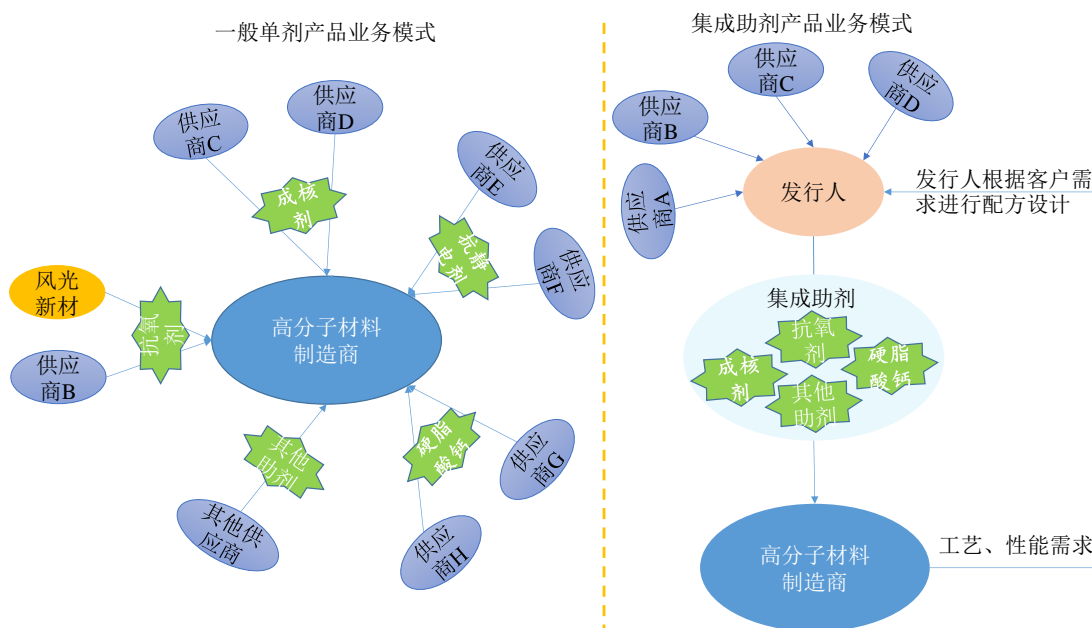 一般单剂产品业务模式
供应
商C
供应
商D
成核
剂
供应
商E
抗静
电剂
供应
商F
风光
新材
抗氧
剂
供应
商B
高分子材料
制造商
其他
助剂
其他供
应商
硬脂
酸钙
供应
商G
供应
商H
集成助剂产品业务模式
供应
商A
供应
商B
供应
商C
供应
商D
发行人
发行人根据客户需
求进行配方设计
集成助剂
抗氧
剂
成核
剂
硬脂
酸钙
其他
助剂
高分子材料
制造商
工艺、性能需求